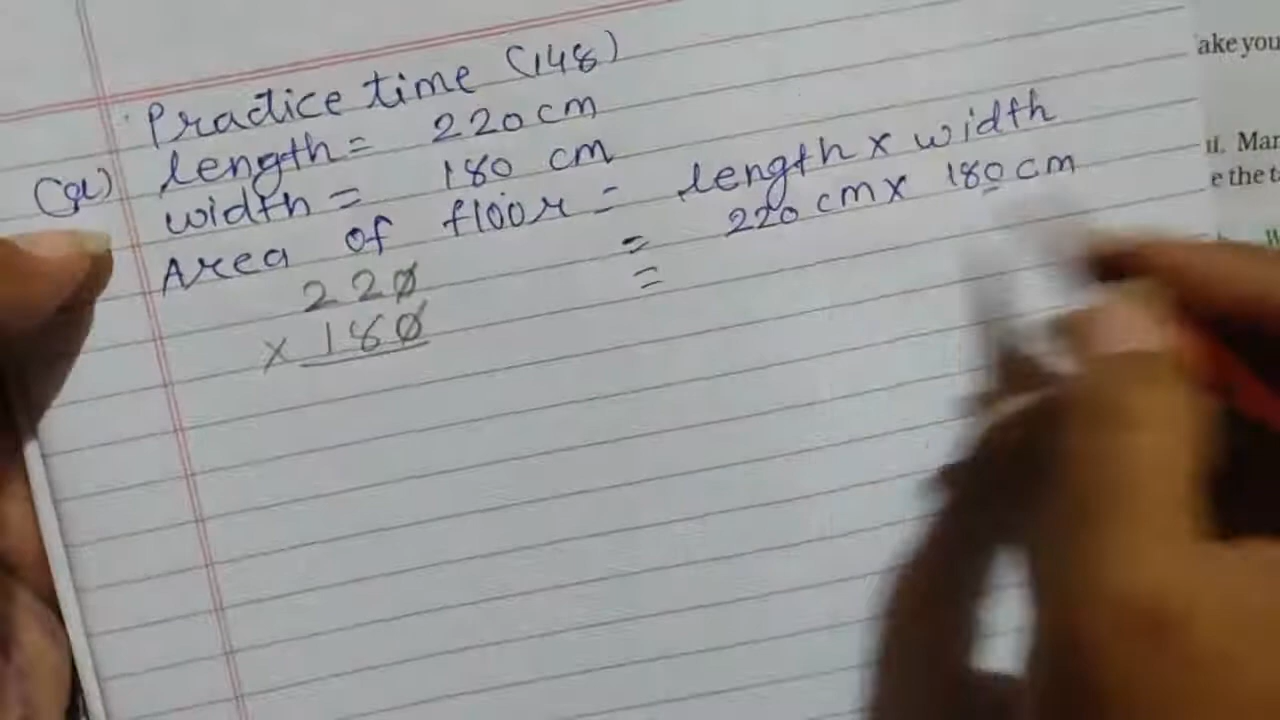 Practice time (148)
(a) length = 220 cm
width = 180 cm
Area of floor = length x width
= 220 cm x 180 cm
=
220
x 180
ake you
e the t